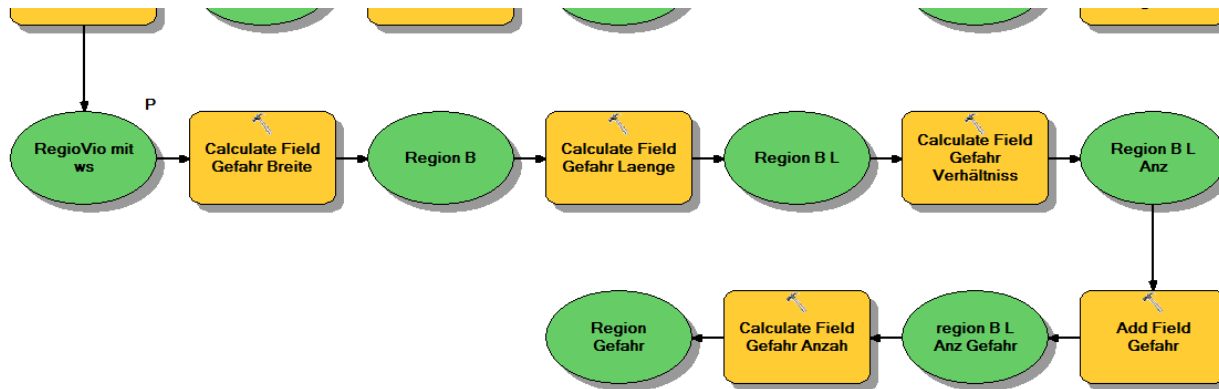 P
RegioVio mit
ws
Calculate Field
Gefahr Breite
Region B
Calculate Field
Gefahr Laenge
Region B L
Calculate Field
Gefahr
Verhältniss
Region B L
Anz
Region
Gefahr
Calculate Field
Gefahr Anzah
region B L
Anz Gefahr
Add Field
Gefahr